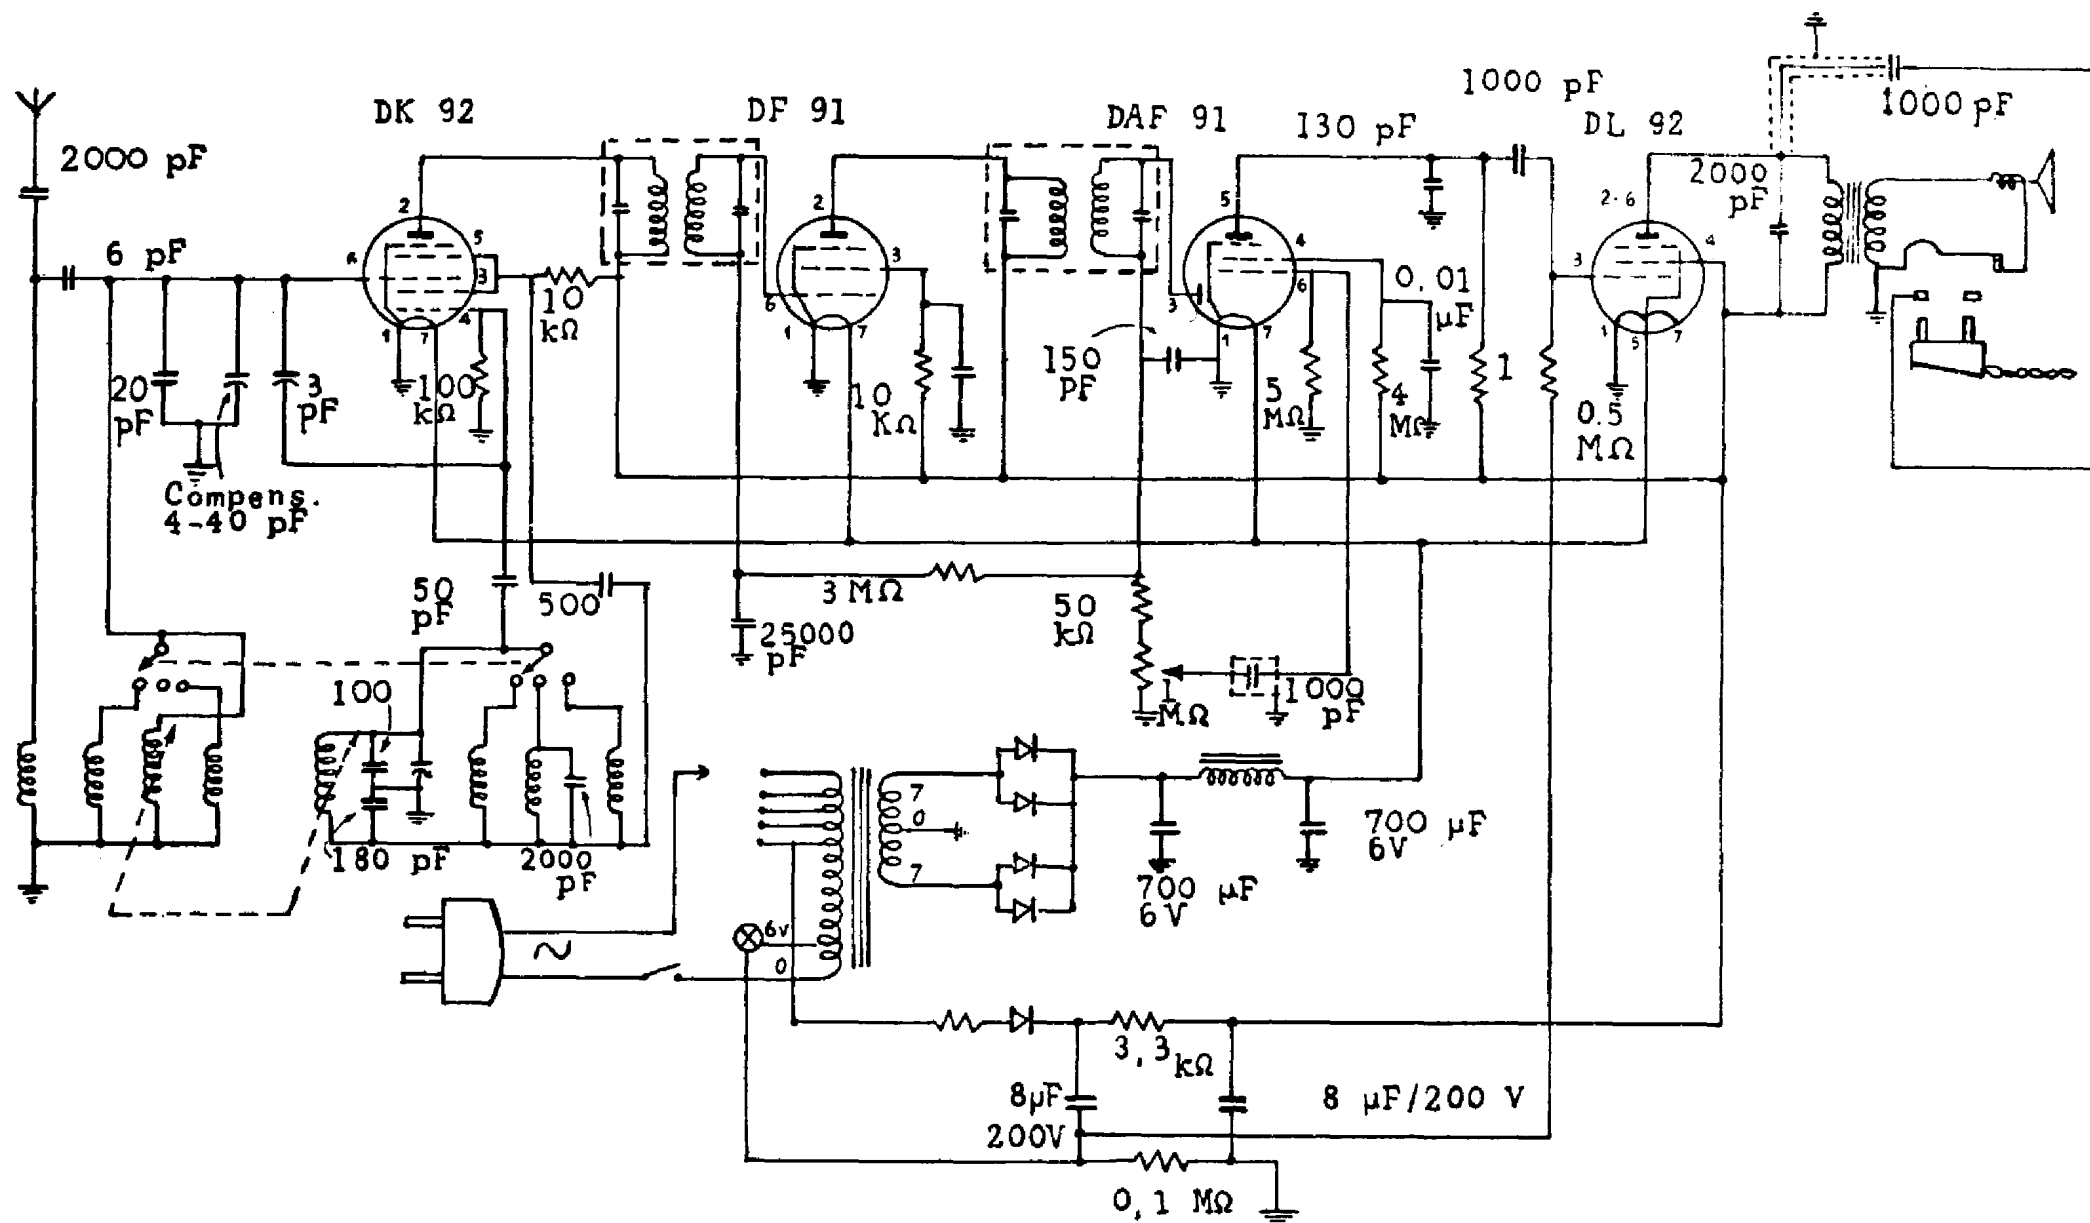 DK 92
DF 91
DAF 91
130 pF
1000 pF
DL 92
1000 pF
2000 pF
6 pF
2
5
3
4
1
7
10
kΩ
100
kΩ
20
pF
3
pF
Compens.
4-40 pF
50
pF
500
2
3
6
1
7
10
KΩ
150
pF
5
4
6
3
1
7
0,01
µF
5
MΩ
4
MΩ
1
2000
pF
2·6
3
4
1
5
7
0.5
MΩ
3 MΩ
25000
pF
50
kΩ
1
MΩ
1000
pF
100
180 pF
2000
pF
7
0
7
6v
0
700 µF
6V
700 µF
6V
3,3
kΩ
8µF
200V
8 µF/200 V
0,1 MΩ